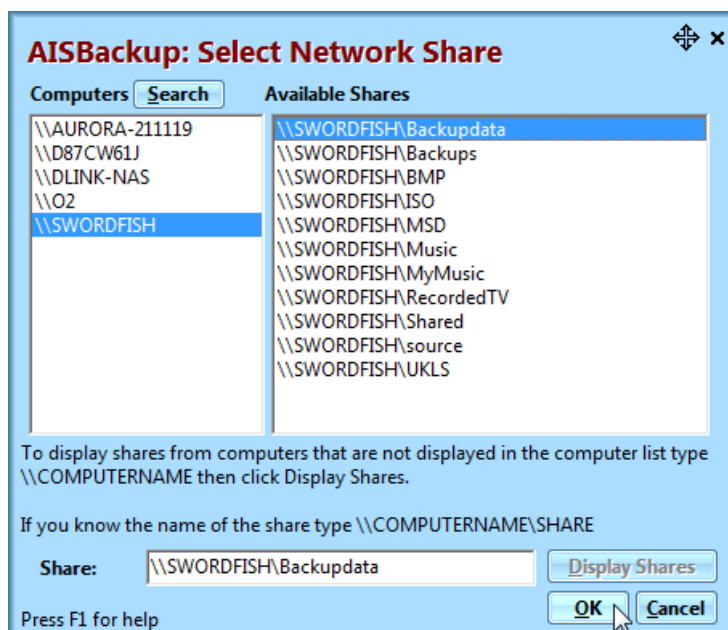 AISBackup: Select Network Share
Computers Search Available Shares
\\AURORA-211119
\\D87CW61J
\\DLINK-NAS
\\O2
\\SWORDFISH
\\SWORDFISH\Backupdata
\\SWORDFISH\Backups
\\SWORDFISH\BMP
\\SWORDFISH\ISO
\\SWORDFISH\MSD
\\SWORDFISH\Music
\\SWORDFISH\MyMusic
\\SWORDFISH\RecordedTV
\\SWORDFISH\Shared
\\SWORDFISH\source
\\SWORDFISH\UKLS
To display shares from computers that are not displayed in the computer list type
\\COMPUTERNAME then click Display Shares.
If you know the name of the share type \\COMPUTERNAME\SHARE
Share: \\SWORDFISH\Backupdata Display Shares
OK Cancel
Press F1 for help